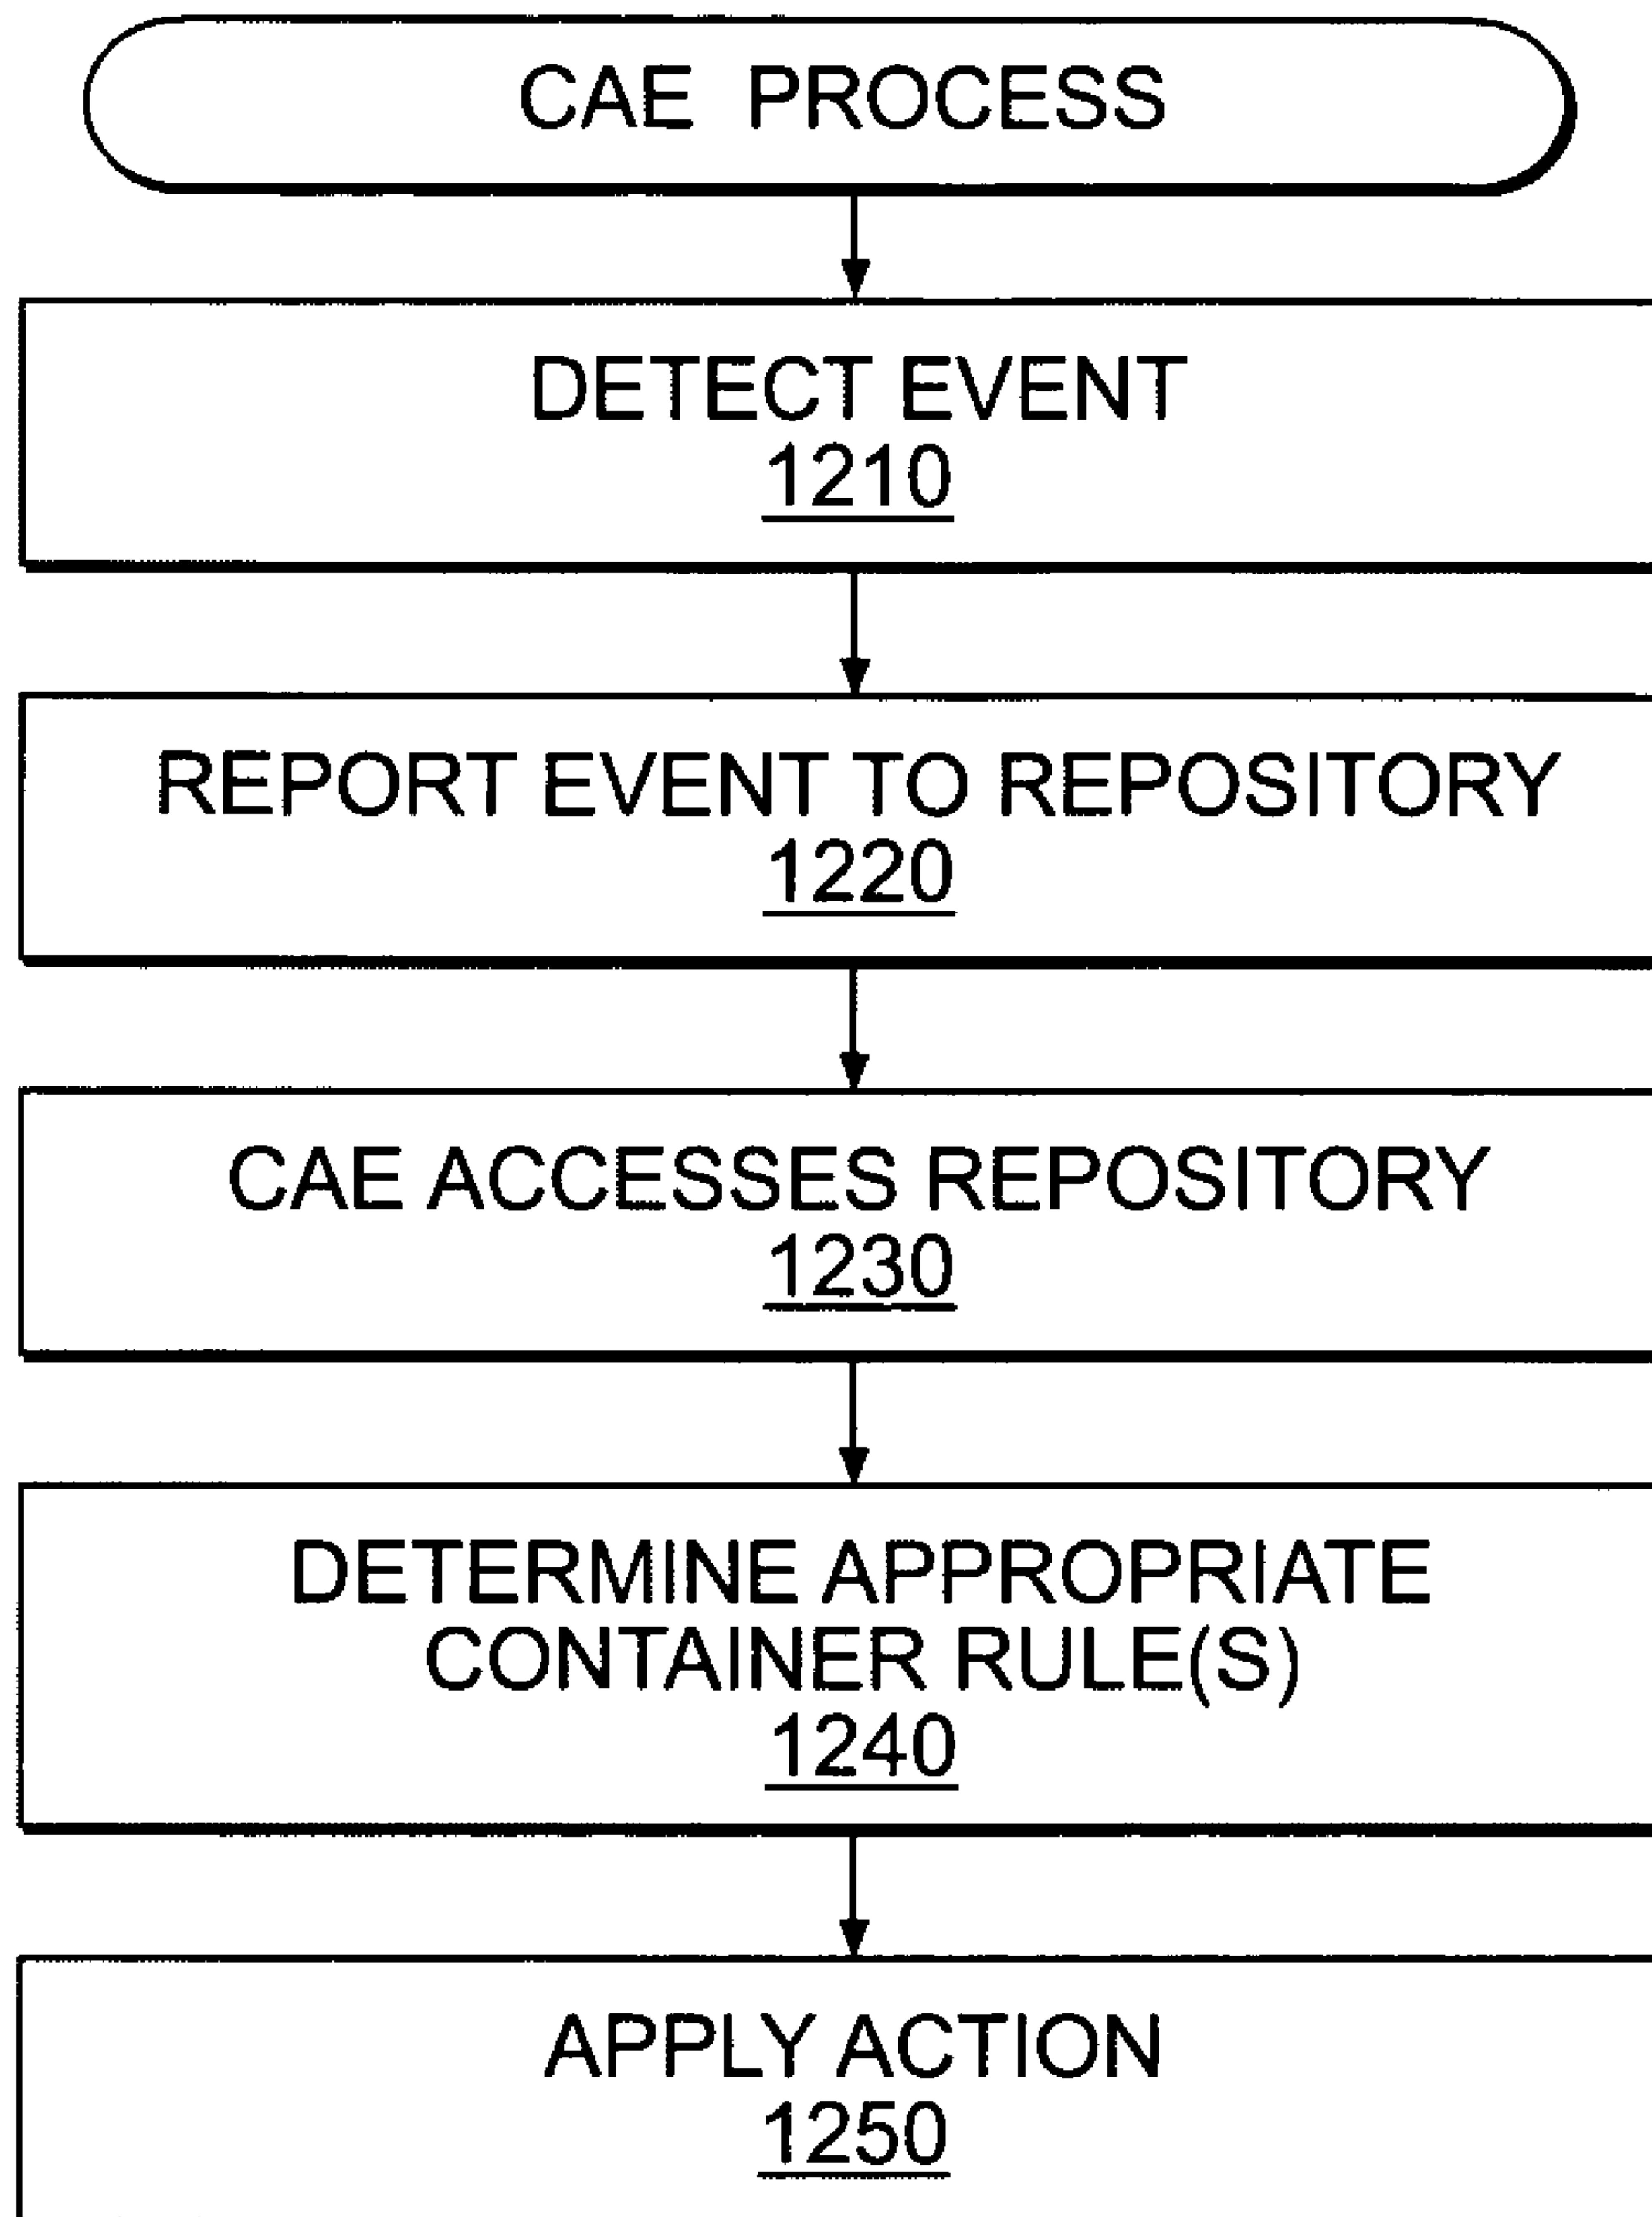 CAE PROCESS
DETECT EVENT
1210
REPORT EVENT TO REPOSITORY
1220
CAE ACCESSES REPOSITORY
1230
DETERMINE APPROPRIATE
CONTAINER RULE(S)
1240
APPLY ACTION
1250